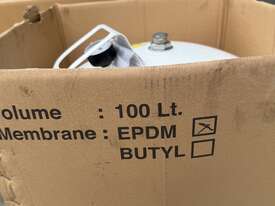 olume : 100 Lt.
Membrane : EPDM
BUTYL